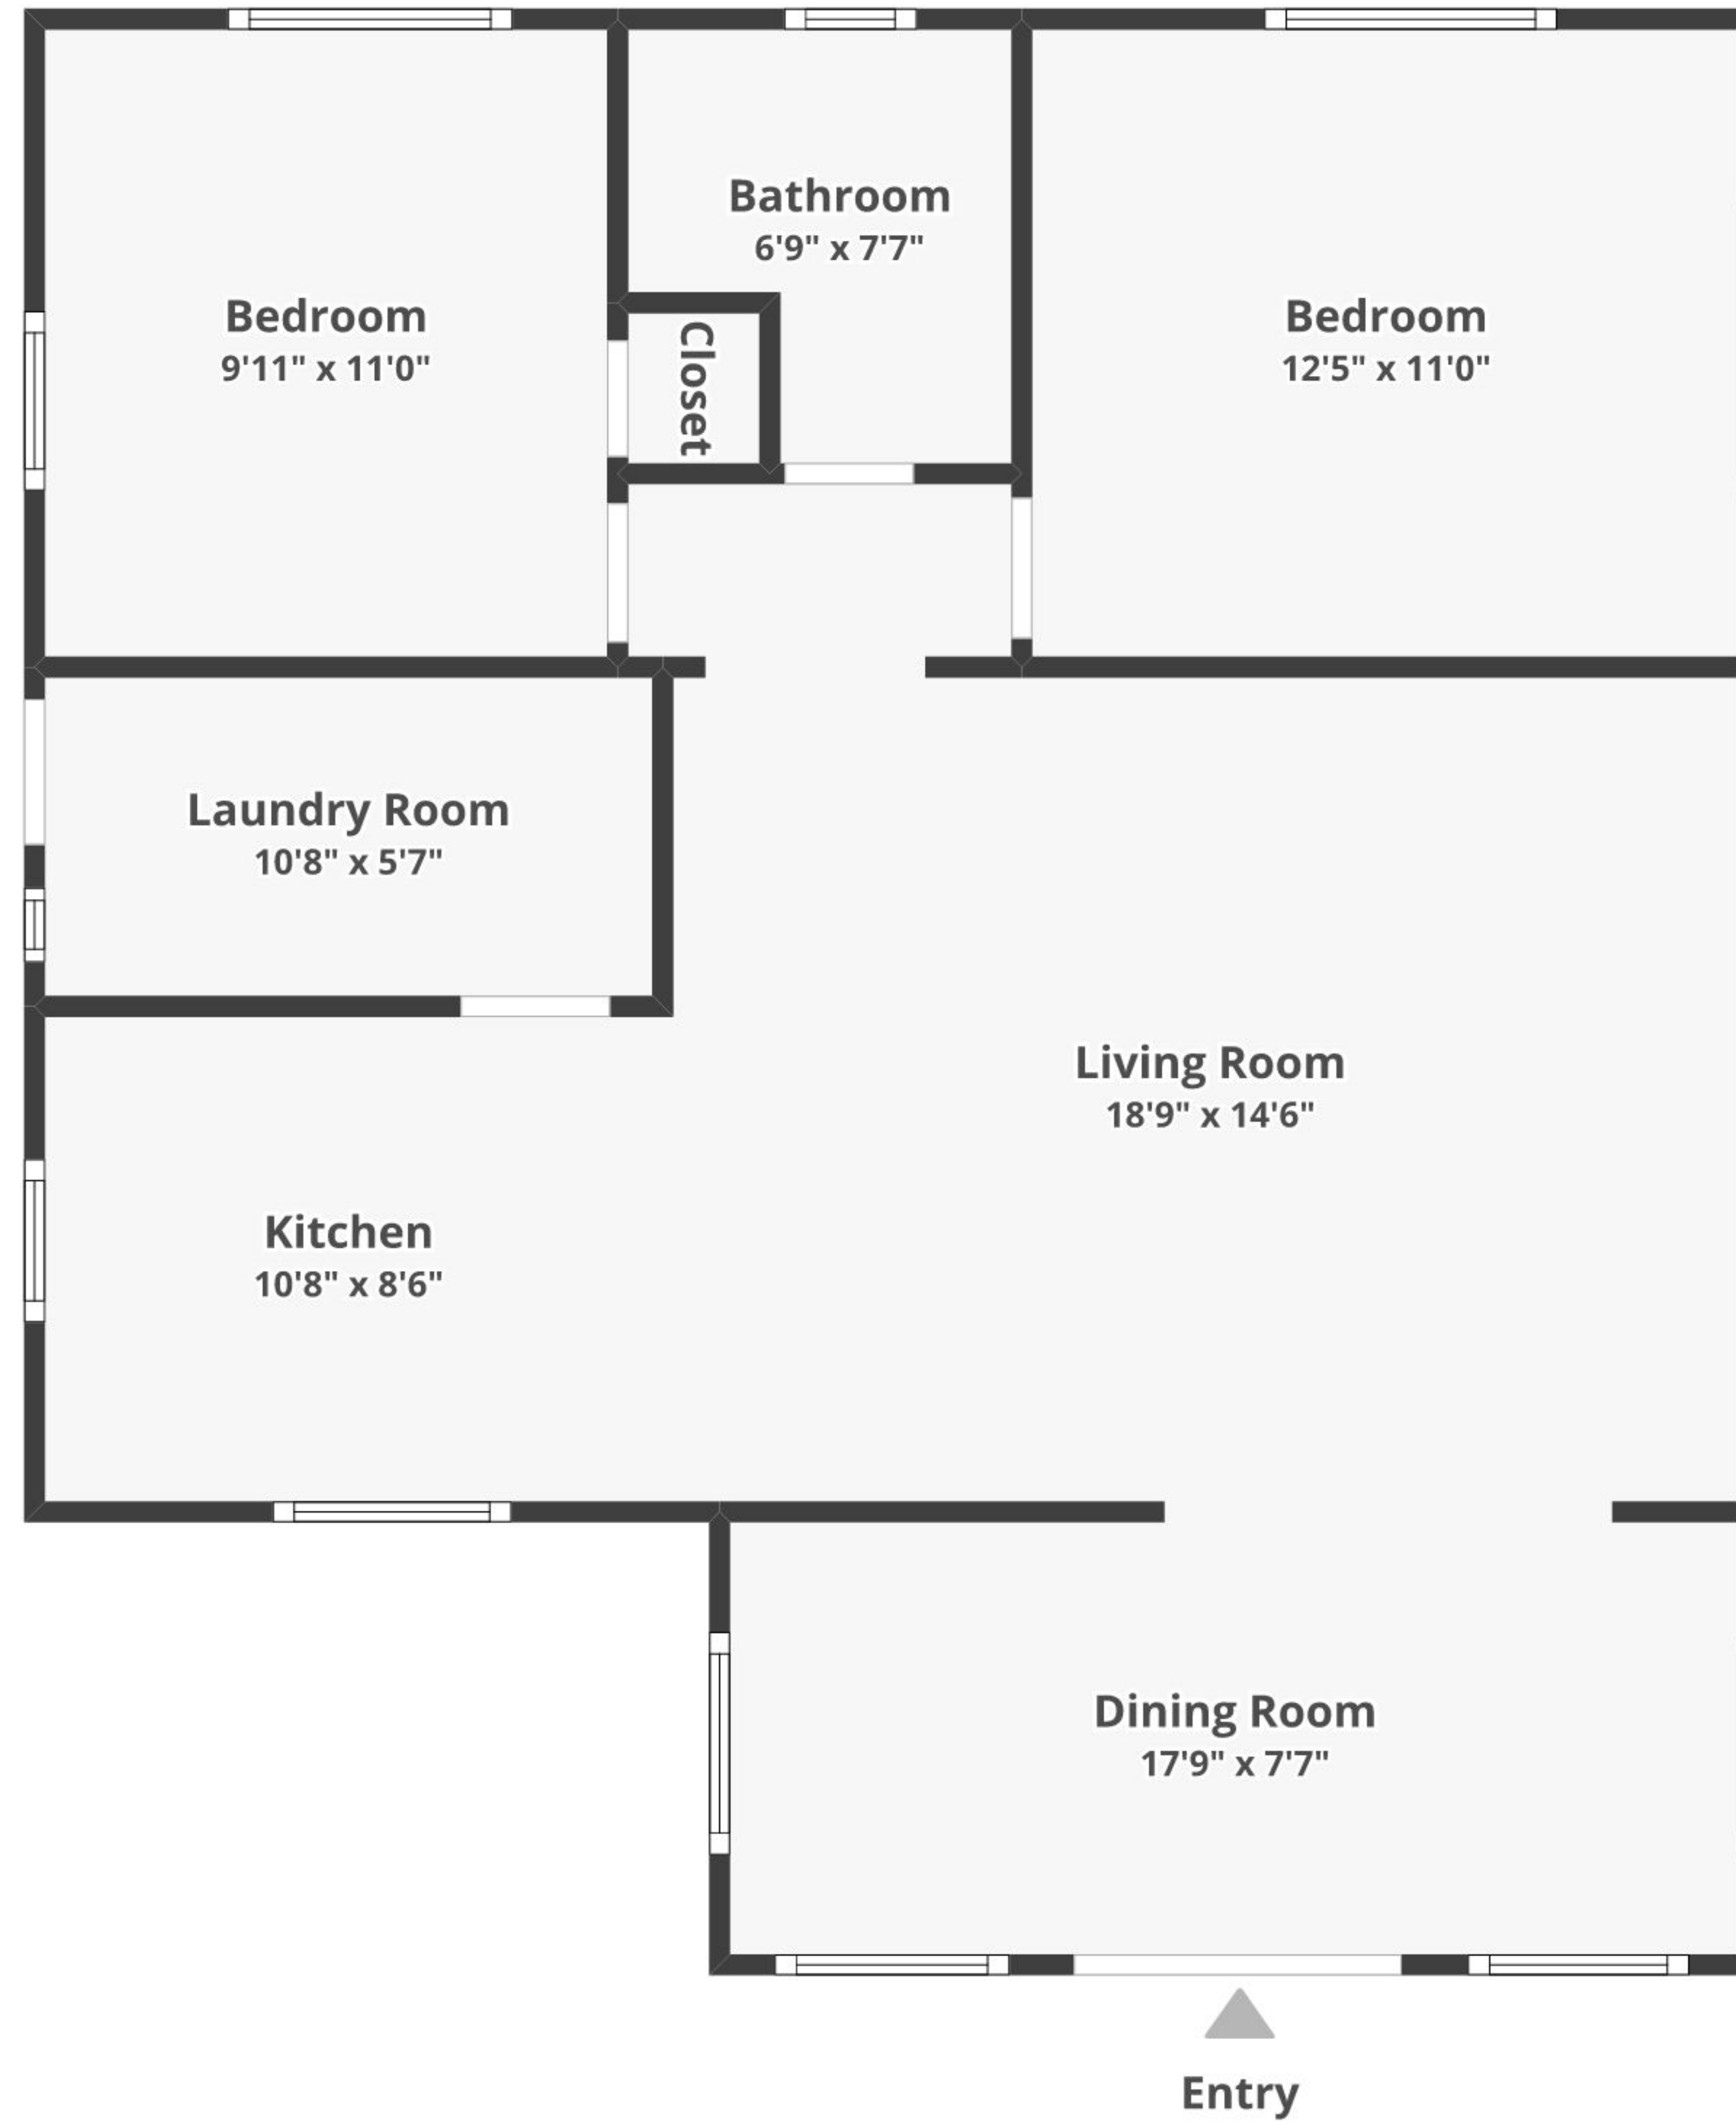 Bathroom
6'9" x 7'7"
Bedroom
9'11" x 11'0"
Closet
Bedroom
12'5" x 11'0"
Laundry Room
10'8" x 5'7"
Living Room
18'9" x 14'6"
Kitchen
10'8" x 8'6"
Dining Room
17'9" x 7'7"
Entry